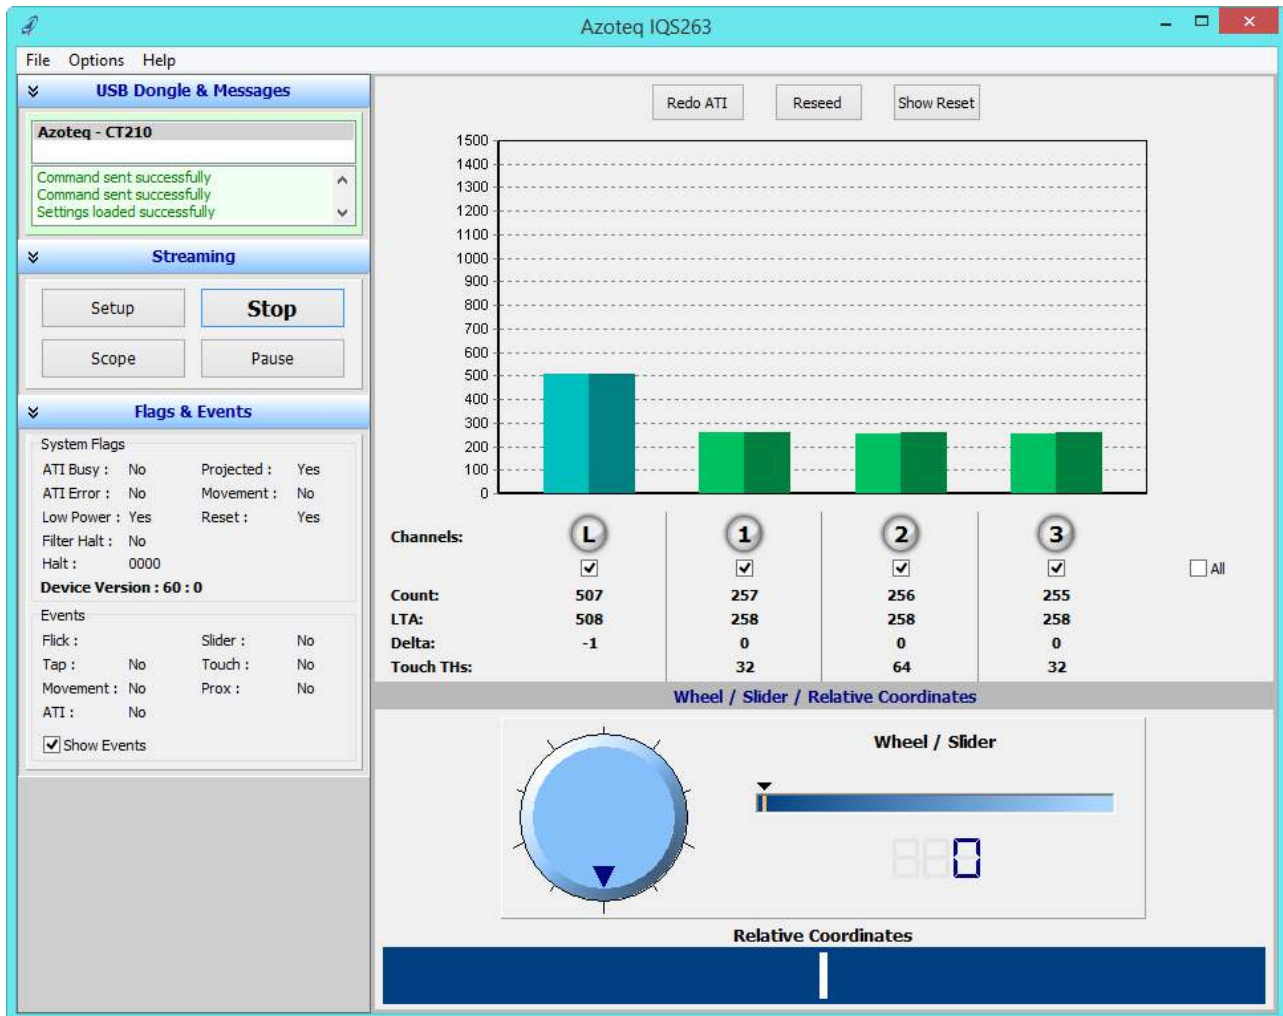 Azoteq IQS263
File Options Help
USB Dongle & Messages
Azoteq - CT210
Command sent successfully
Command sent successfully
Settings loaded successfully
Streaming
Setup Stop
Scope Pause
Flags & Events
System Flags
ATI Busy : No Projected : Yes
ATI Error : No Movement : No
Low Power : Yes Reset : Yes
Filter Halt : No
Halt : 0000
Device Version : 60 : 0
Events
Flick : Slider : No
Tap : No Touch : No
Movement : No Prox : No
ATI : No
Show Events
Redo ATI Reseed Show Reset
1500
1400
1300
1200
1100
1000
900
800
700
600
500
400
300
200
100
0
Channels: L 1 2 3
All
Count: 507 257 256 255
LTA: 508 258 258 258
Delta: -1 0 0 0
Touch THs: 32 64 32
Wheel / Slider / Relative Coordinates
Wheel / Slider
0
Relative Coordinates